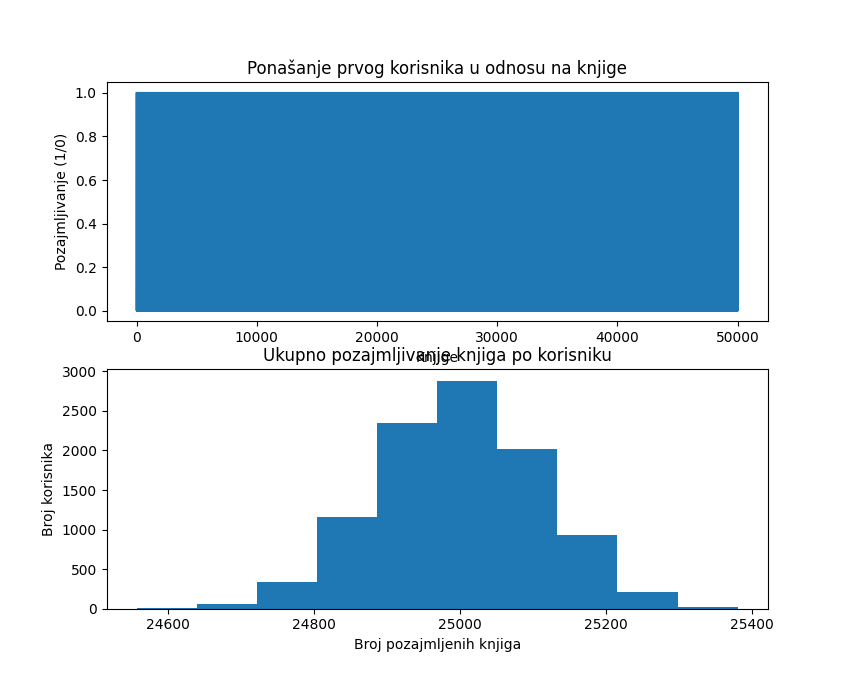 Ponašanje prvog korisnika u odnosu na knjige
Pozajmljivanje (1/0)
1.0
0.8
0.6
0.4
0.2
0.0
0 10000 20000 30000 40000 50000
Knjige
Ukupno pozajmljivanje knjiga po korisniku
Broj korisnika
3000
2500
2000
1500
1000
500
0
24600 24800 25000 25200 25400
Broj pozajmljenih knjiga